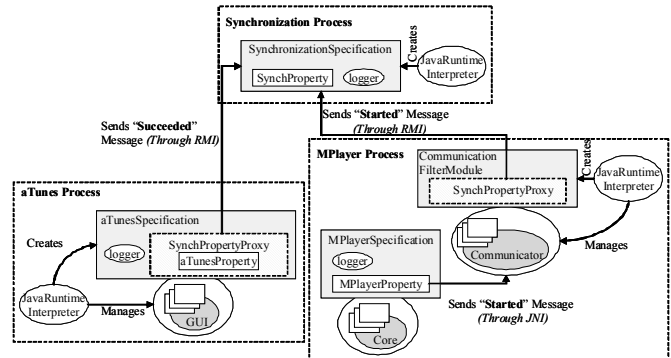 Synchronization Process
SynchronizationSpecification
SynchProperty
logger
Creates
JavaRuntime
Interpreter
Sends "Succeeded"
Message (Through RMI)
Sends "Started" Message
(Through RMI)
MPlayer Process
Communication
FilterModule
SynchPropertyProxy
Creates
JavaRuntime
Interpreter
Manages
Communicator
MPlayerSpecification
logger
MPlayerProperty
Sends "Started" Message
(Through JNI)
Core
aTunes Process
aTunesSpecification
Creates
logger
SynchPropertyProxy
aTunesProperty
JavaRuntime
Interpreter
Manages
GUI